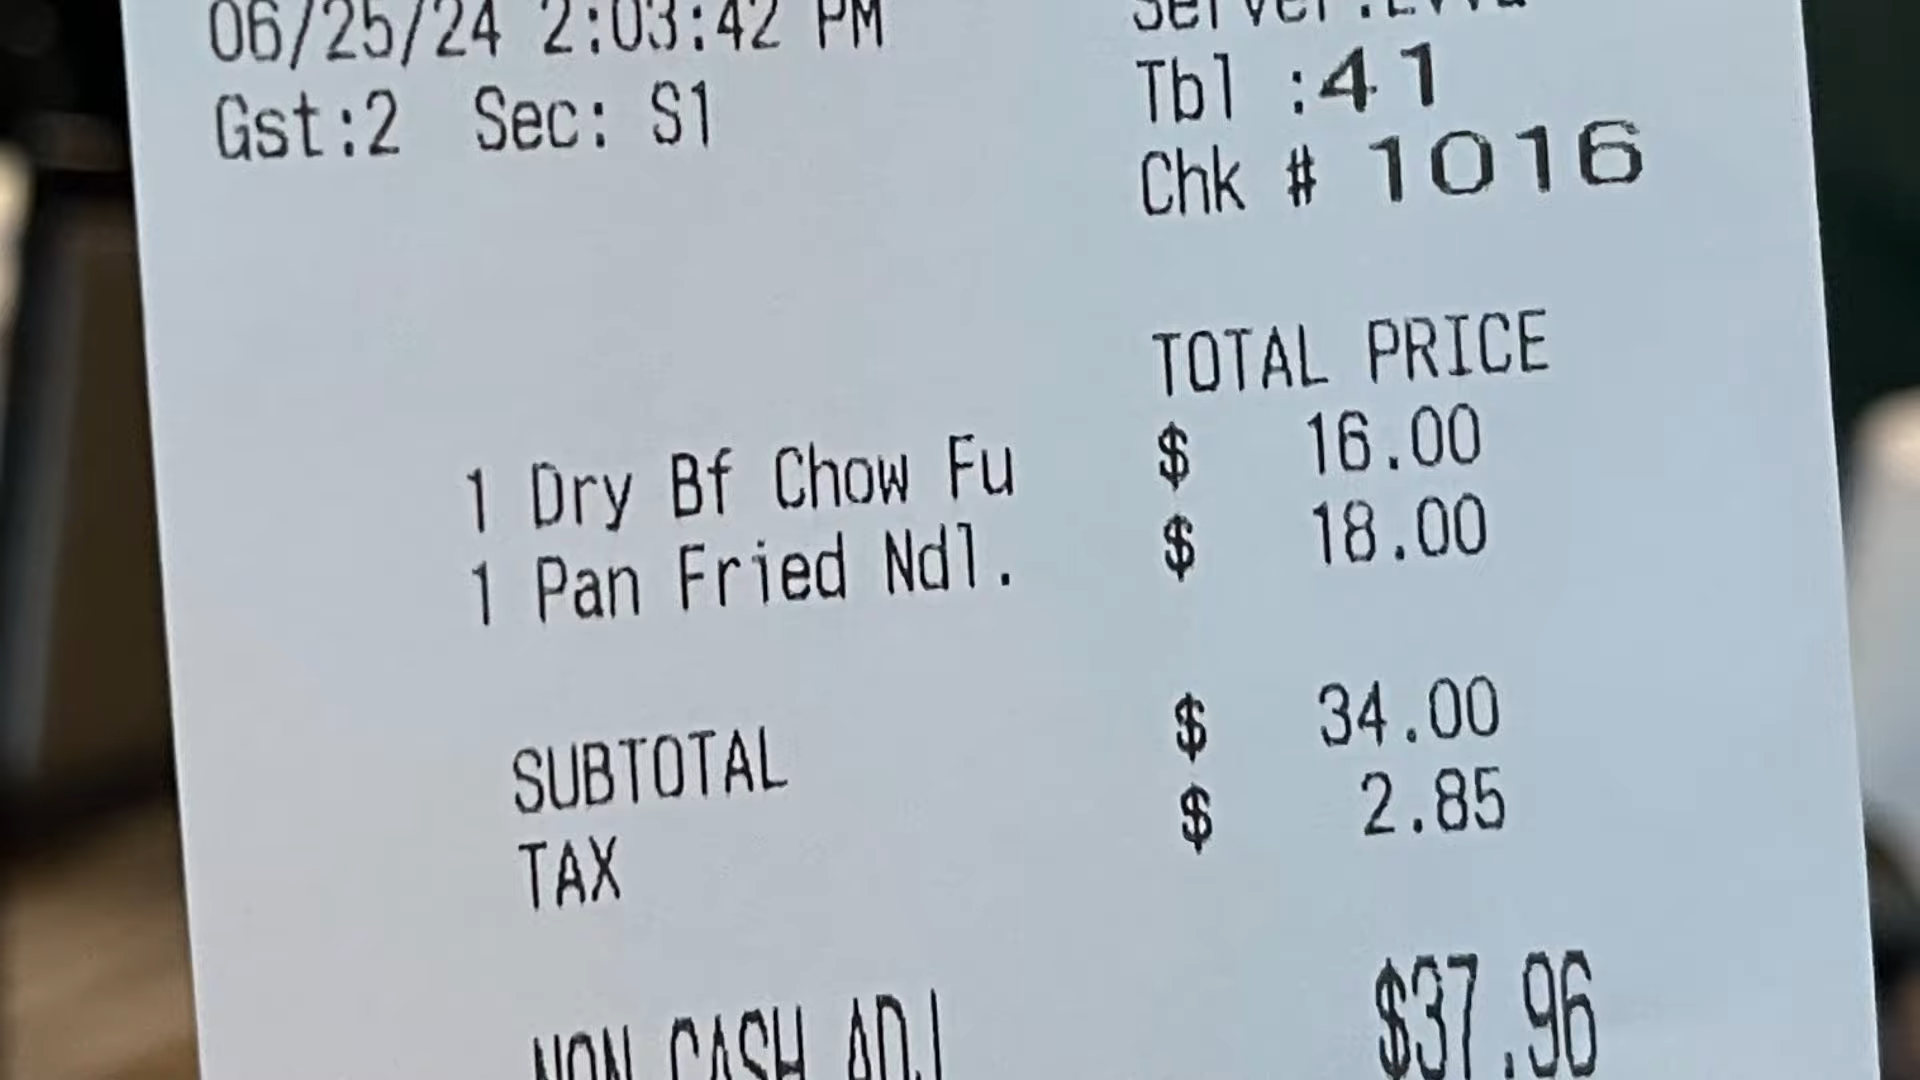 06/25/24 2:03:42 PM
Gst:2 Sec: S1
Tbl :41
Chk # 1016
TOTAL PRICE
1 Dry Bf Chow Fu $ 16.00
1 Pan Fried Ndl. $ 18.00
SUBTOTAL $ 34.00
TAX $ 2.85
NON CASH ADJ $37.96